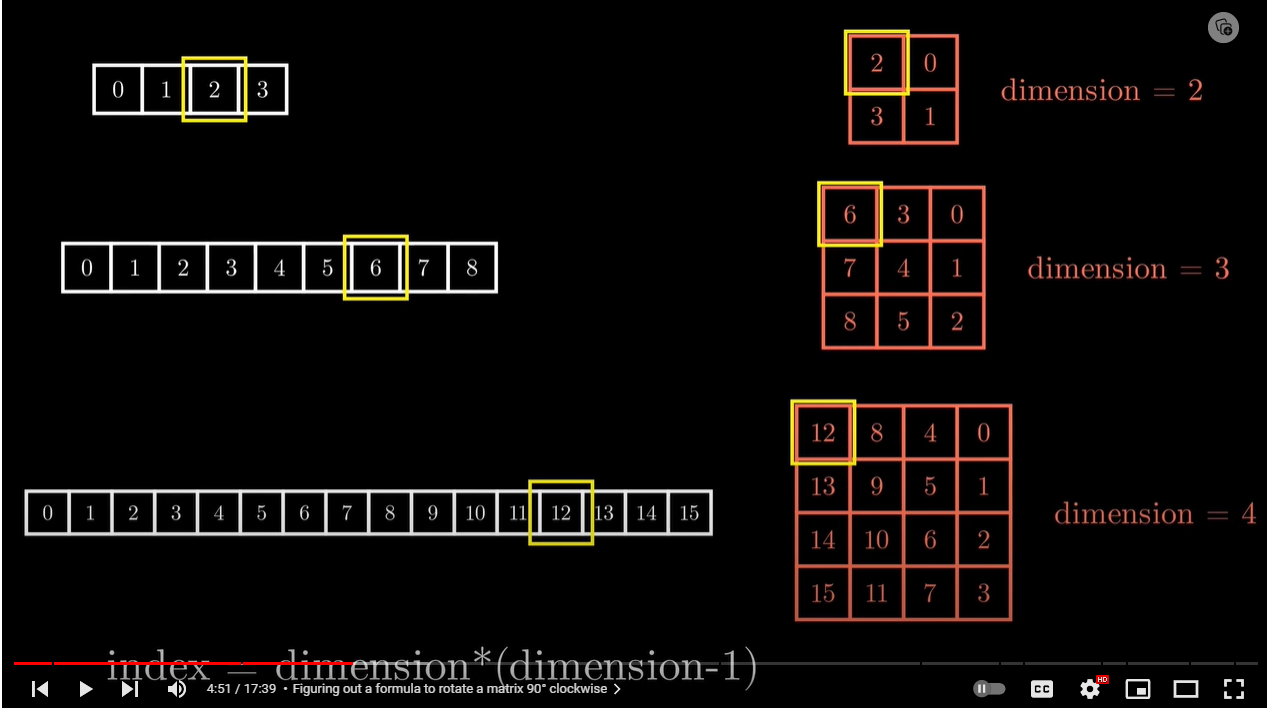 0 1 2 3
2 0
3 1
dimension = 2
0 1 2 3 4 5 6 7 8
6 3 0
7 4 1
8 5 2
dimension = 3
0 1 2 3 4 5 6 7 8 9 10 11 12 13 14 15
12 8 4 0
13 9 5 1
14 10 6 2
15 11 7 3
dimension = 4
index = dimension*(dimension-1)
4:51 / 17:39 • Figuring out a formula to rotate a matrix 90° clockwise
CC
HD